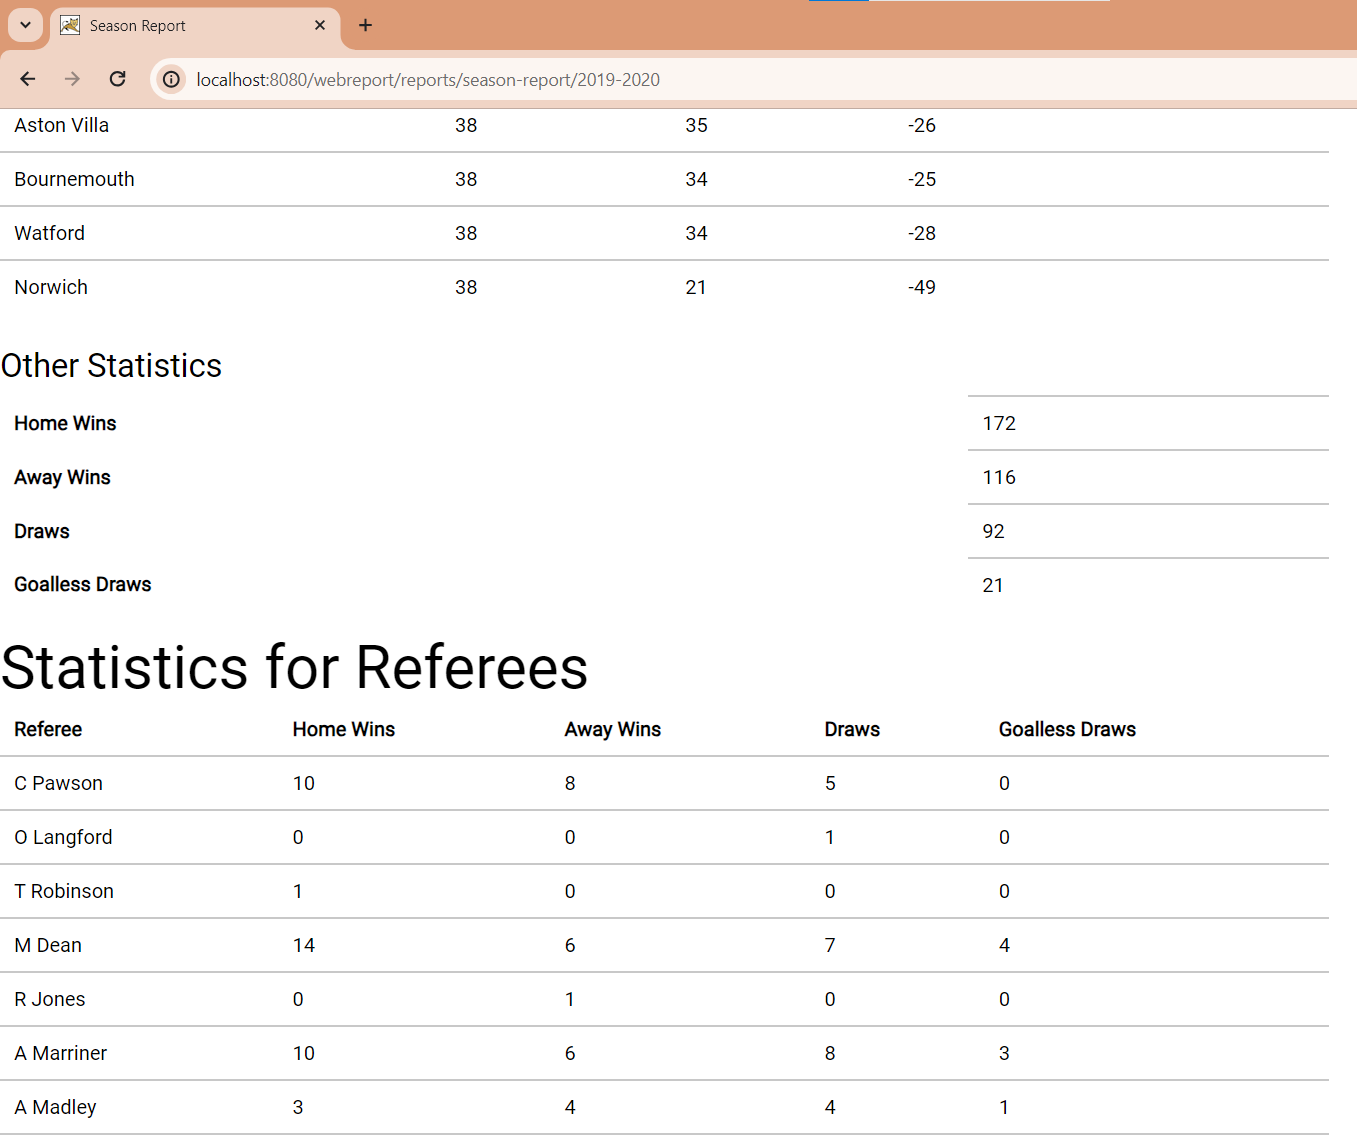 Season Report
localhost:8080/webreport/reports/season-report/2019-2020
Aston Villa 38 35 -26
Bournemouth 38 34 -25
Watford 38 34 -28
Norwich 38 21 -49
Other Statistics
Home Wins 172
Away Wins 116
Draws 92
Goalless Draws 21
Statistics for Referees
Referee Home Wins Away Wins Draws Goalless Draws
C Pawson 10 8 5 0
O Langford 0 0 1 0
T Robinson 1 0 0 0
M Dean 14 6 7 4
R Jones 0 1 0 0
A Marriner 10 6 8 3
A Madley 3 4 4 1